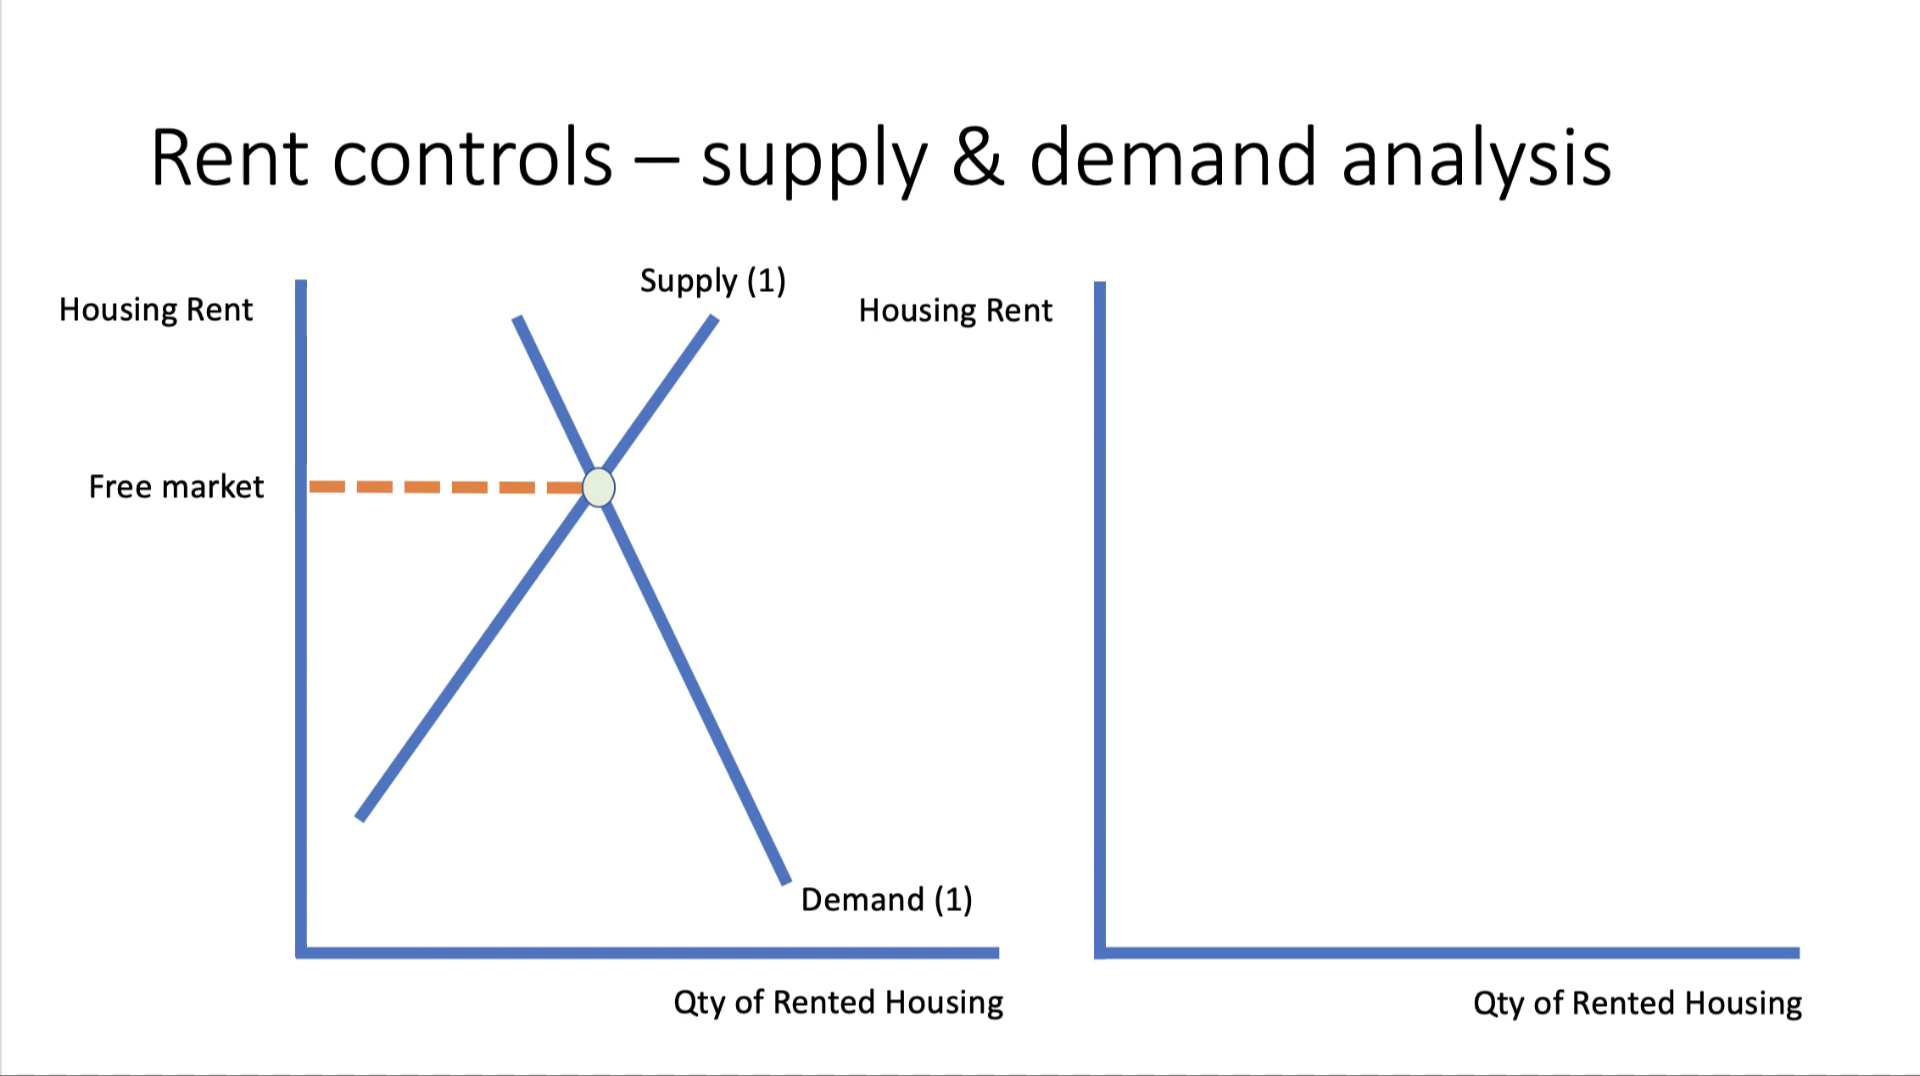 Rent controls – supply & demand analysis
Supply (1)
Housing Rent
Free market
Demand (1)
Qty of Rented Housing
Housing Rent
Qty of Rented Housing